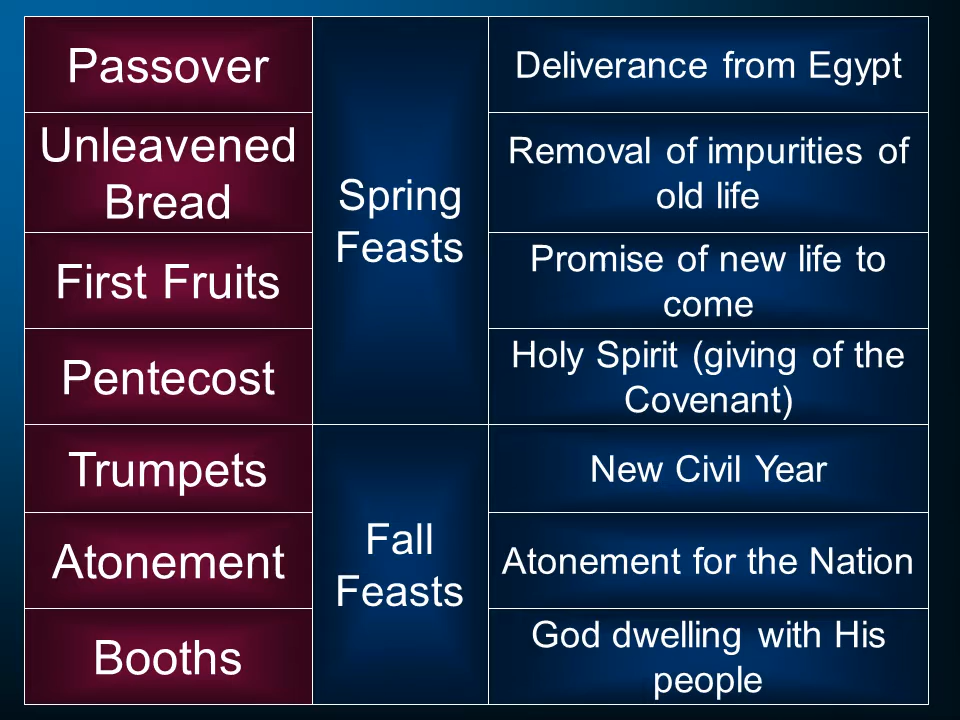 Passover
Deliverance from Egypt
Unleavened
Bread
Removal of impurities of
old life
Spring
Feasts
First Fruits
Promise of new life to
come
Pentecost
Holy Spirit (giving of the
Covenant)
Trumpets
New Civil Year
Fall
Feasts
Atonement
Atonement for the Nation
Booths
God dwelling with His
people